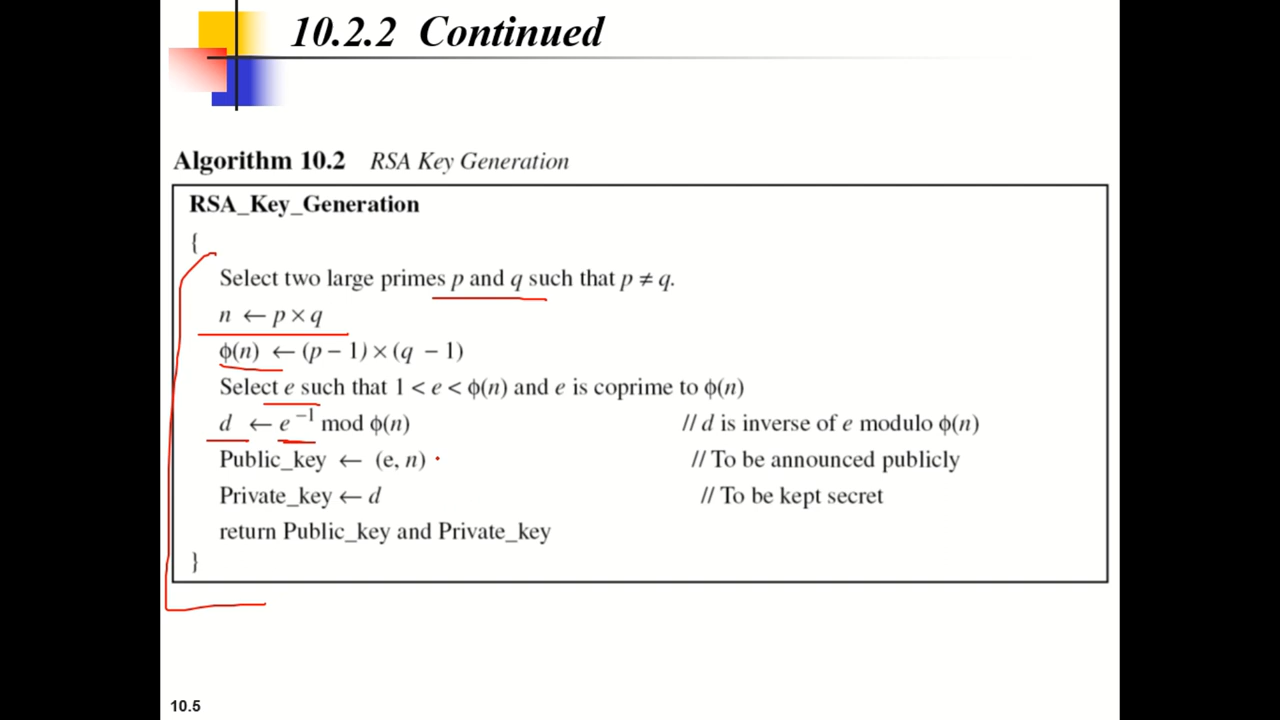 10.2.2 Continued
Algorithm 10.2 RSA Key Generation
RSA_Key_Generation
{
Select two large primes p and q such that p ≠ q.
n ← p × q
ϕ(n) ← (p − 1) × (q − 1)
Select e such that 1 < e < ϕ(n) and e is coprime to ϕ(n)
d ← e⁻¹ mod ϕ(n) // d is inverse of e modulo ϕ(n)
Public_key ← (e, n) // To be announced publicly
Private_key ← d // To be kept secret
return Public_key and Private_key
}
10.5